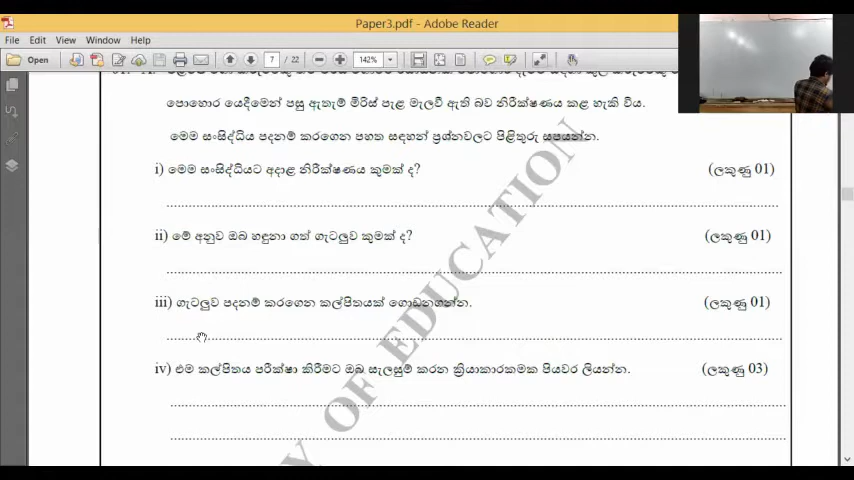 Paper3.pdf - Adobe Reader
File Edit View Window Help
Open 7 / 22 142%
පොහොර යෙදීමෙන් පසු ඇතැම් මිරිස් පැළ මැලවී ඇති බව නිරීක්ෂණය කළ හැකි විය.
මෙම සංසිද්ධිය පදනම් කරගෙන පහත සඳහන් ප්‍රශ්නවලට පිළිතුරු සපයන්න.
i) මෙම සංසිද්ධියට අදාළ නිරීක්ෂණය කුමක් ද? (ලකුණු 01)
ii) මේ අනුව ඔබ හඳුනා ගත් ගැටලුව කුමක් ද? (ලකුණු 01)
iii) ගැටලුව පදනම් කරගෙන කල්පිතයක් ගොඩනගන්න. (ලකුණු 01)
iv) එම කල්පිතය පරීක්ෂා කිරීමට ඔබ සැලසුම් කරන ක්‍රියාකාරකමක පියවර ලියන්න. (ලකුණු 03)
Y OF EDUCATION